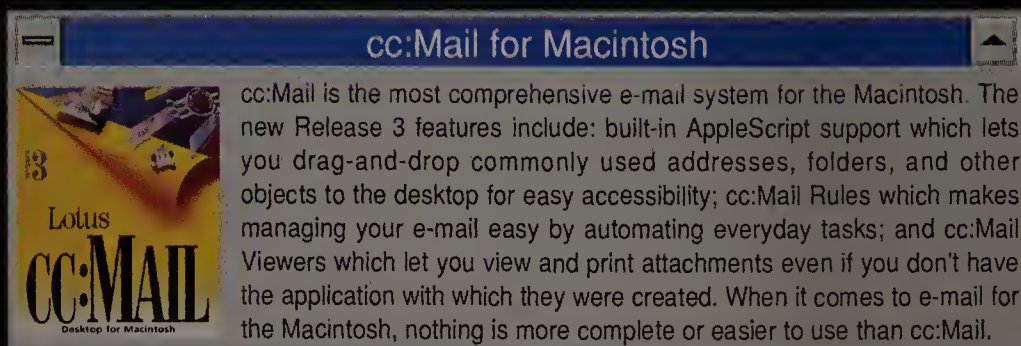 cc:Mail for Macintosh
cc:Mail is the most comprehensive e-mail system for the Macintosh. The
new Release 3 features include: built-in AppleScript support which lets
you drag-and-drop commonly used addresses, folders, and other
objects to the desktop for easy accessibility; cc:Mail Rules which makes
managing your e-mail easy by automating everyday tasks; and cc:Mail
Viewers which let you view and print attachments even if you don't have
the application with which they were created. When it comes to e-mail for
the Macintosh, nothing is more complete or easier to use than cc:Mail.
3
Lotus
CC:MAIL
Desktop for Macintosh